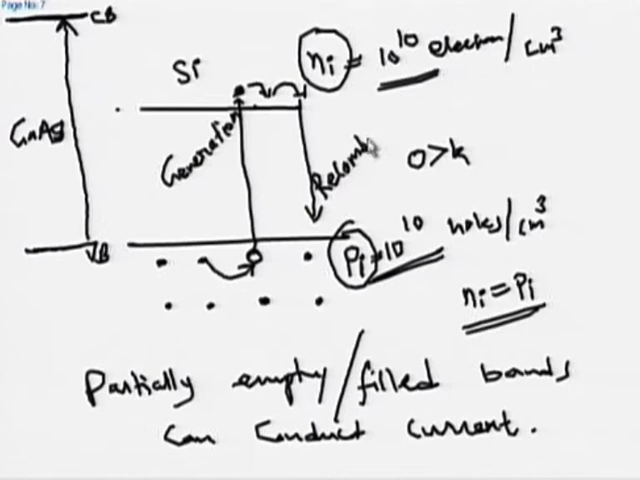 Page No: 7
CB
Si
ni = 10^10 electron/cm^3
GaAs
Generation
Recomb
0>k
VB
Pi = 10^10 holes/cm^3
ni = Pi
Partially empty/filled bands
can conduct current.